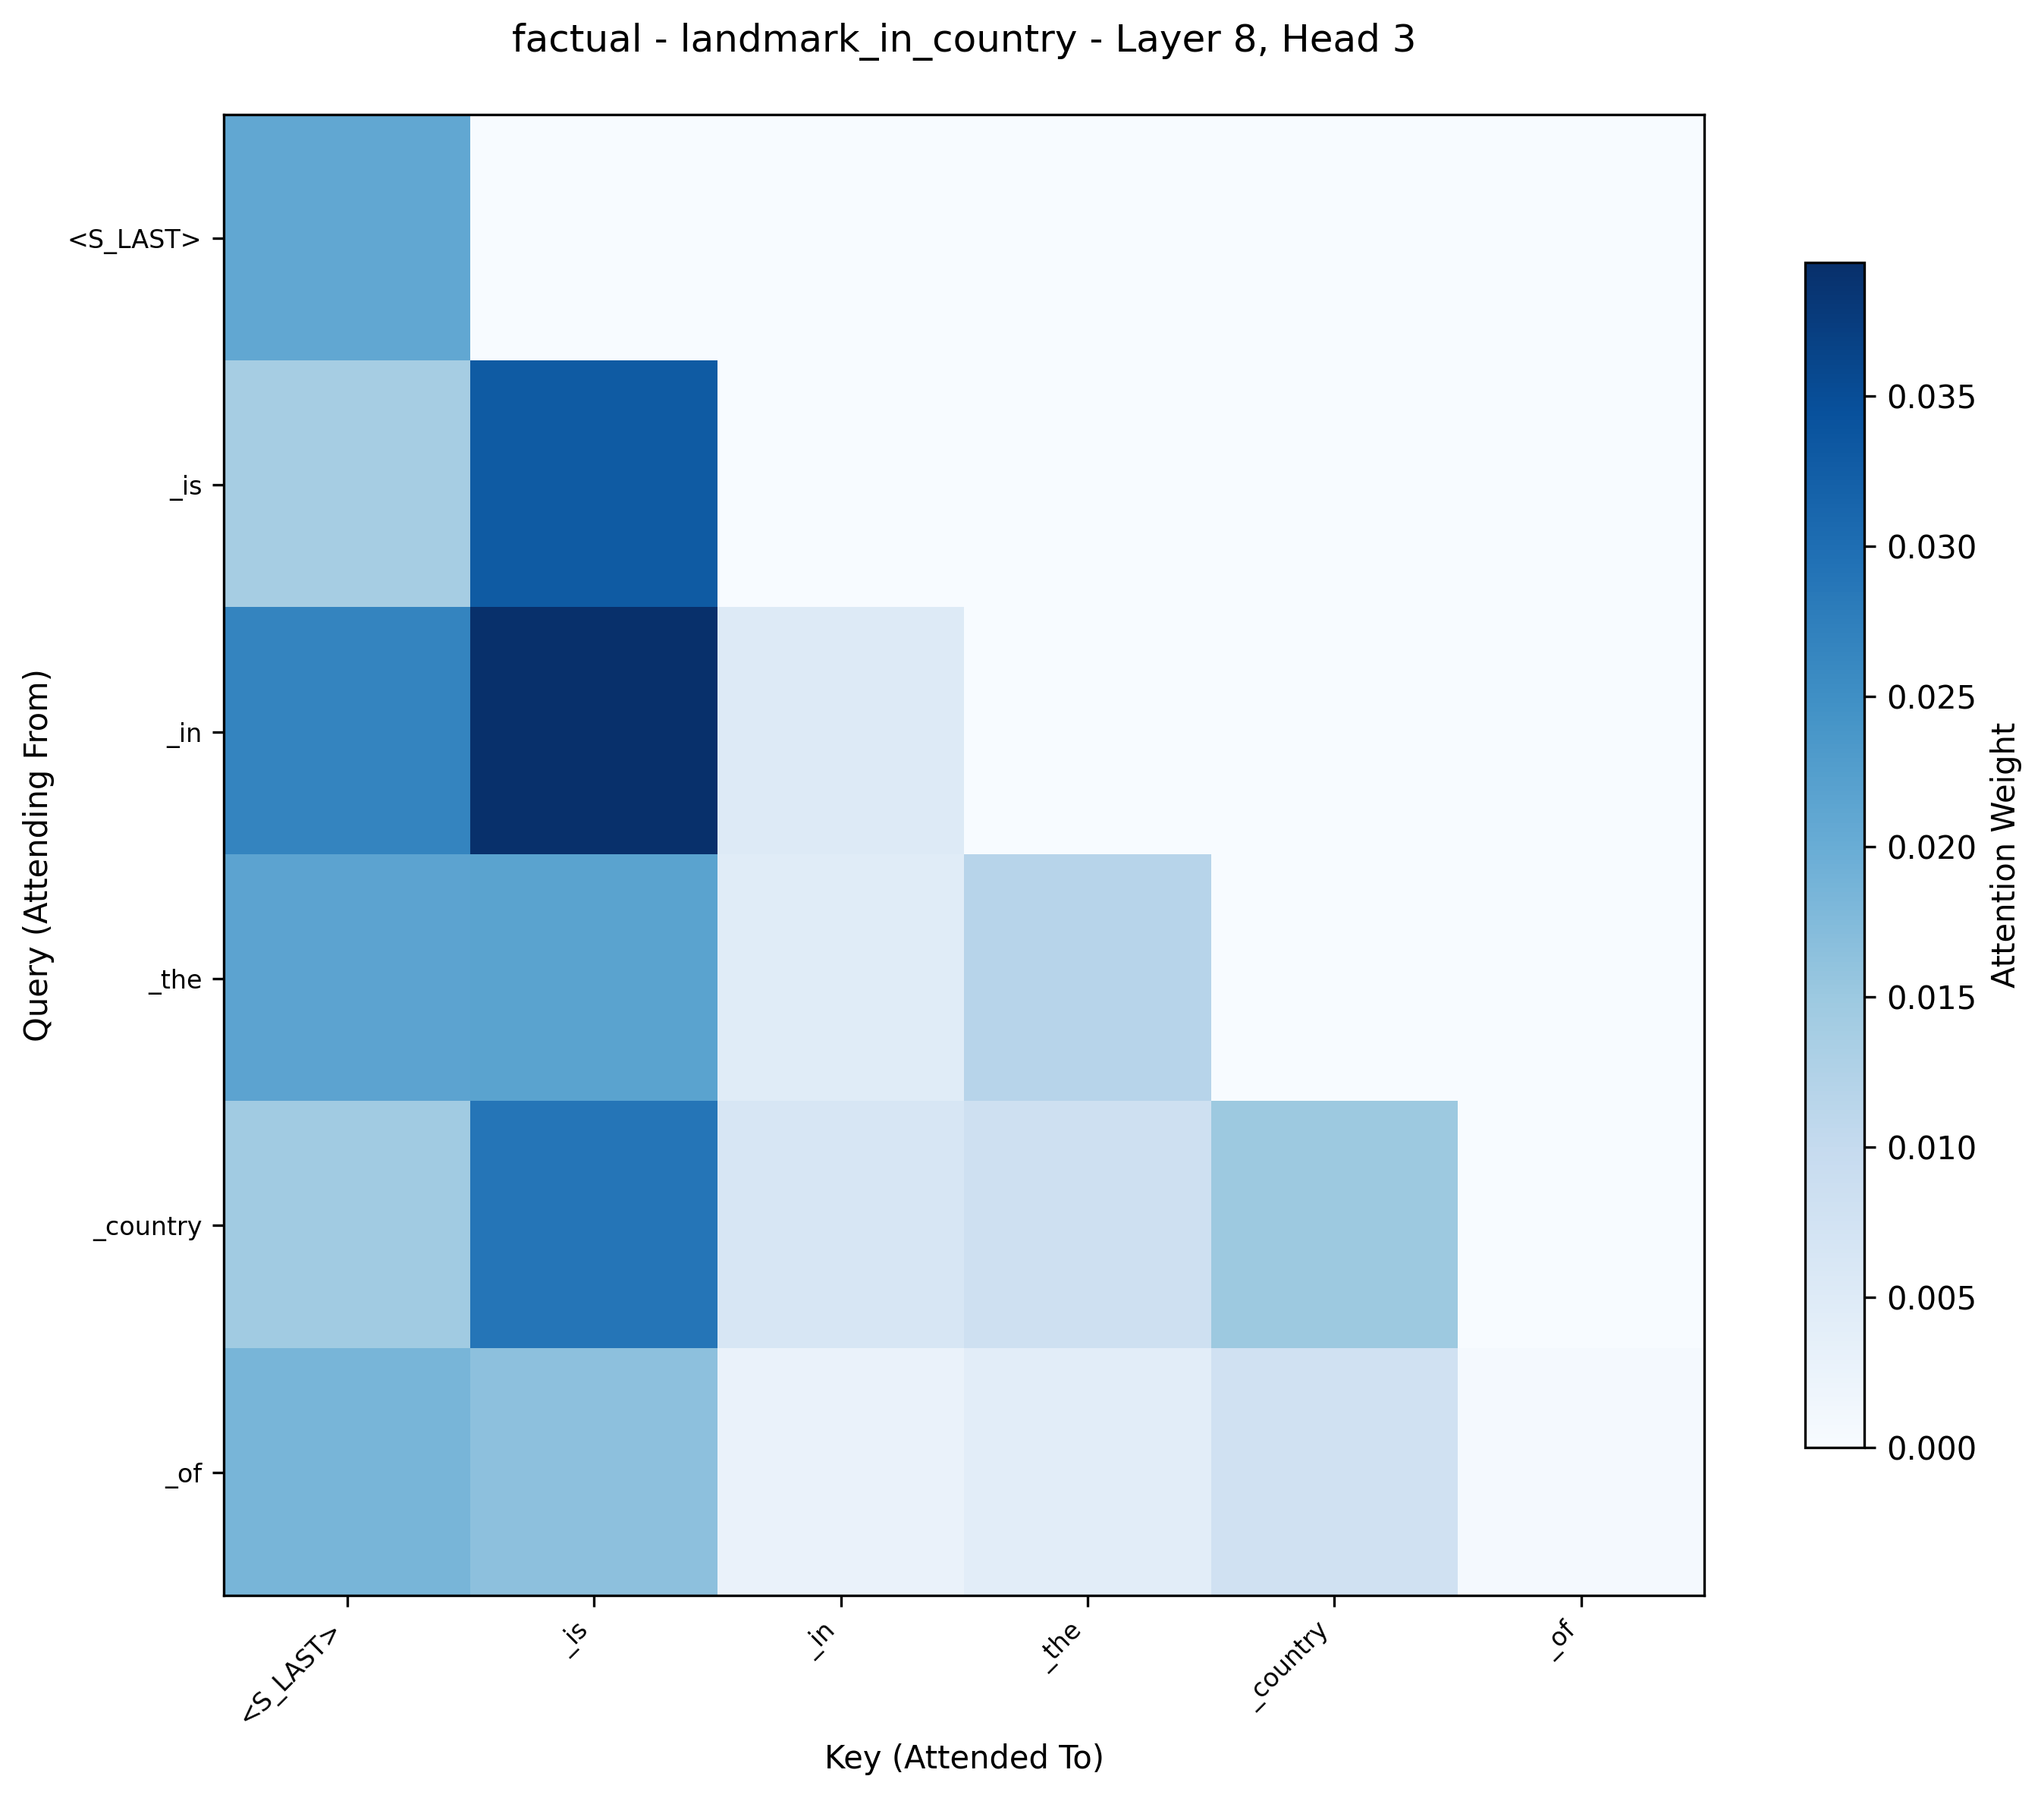 factual - landmark_in_country - Layer 8, Head 3
Query (Attending From)
<S_LAST>
_is
_in
_the
_country
_of
<S_LAST>
_is
_in
_the
_country
_of
Key (Attended To)
0.035
0.030
0.025
0.020
0.015
0.010
0.005
0.000
Attention Weight